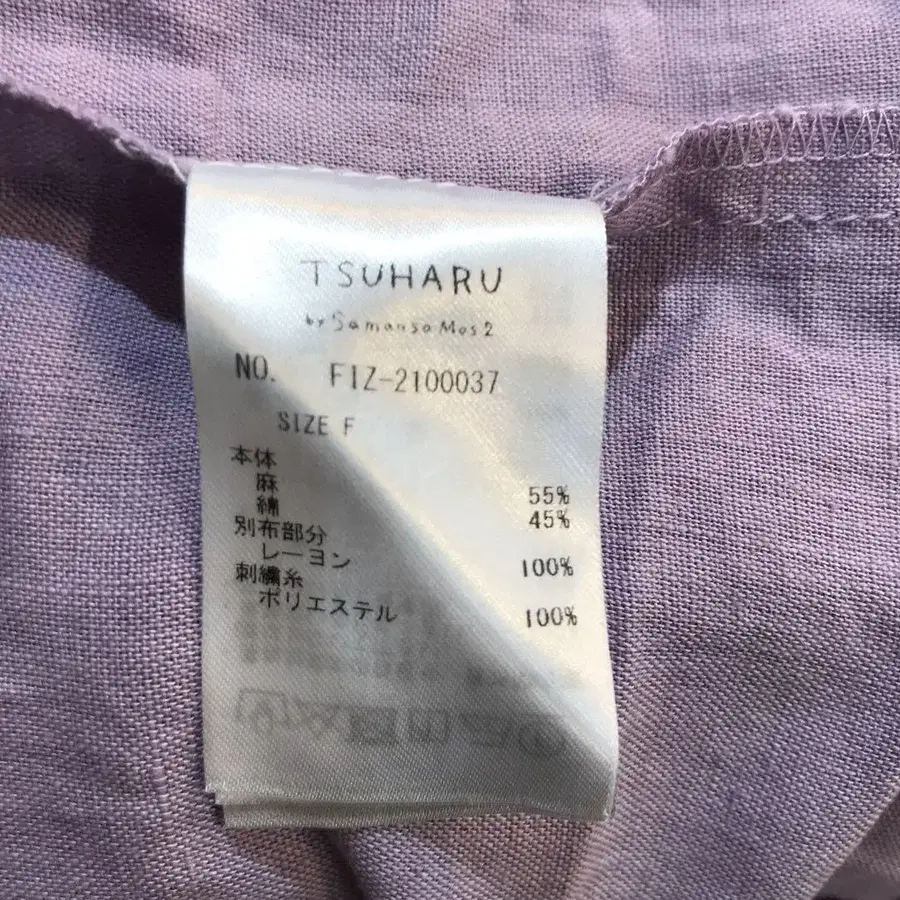 TSUHARU
by Samansa Mos2
NO. FIZ-2100037
SIZE F
本体
麻 55%
綿 45%
別布部分
レーヨン 100%
刺繍糸
ポリエステル 100%